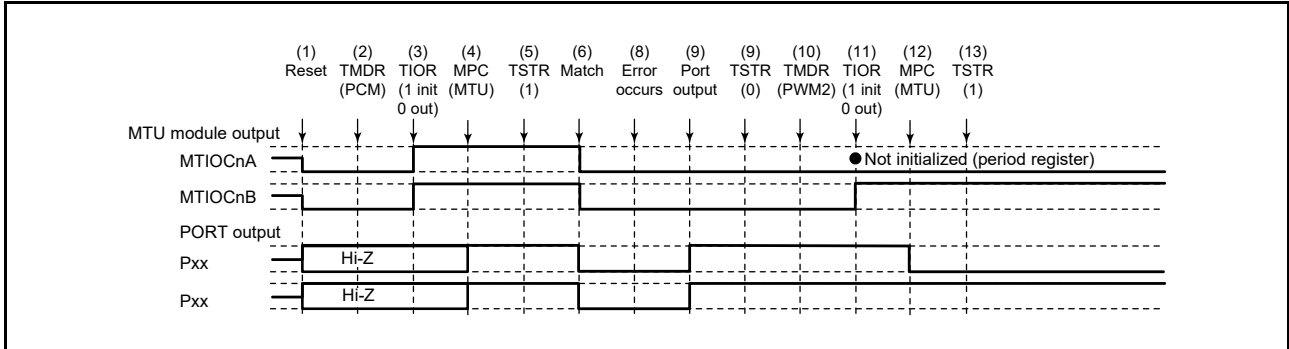 (1) (2) (3) (4) (5) (6) (8) (9) (9) (10) (11) (12) (13)
Reset TMDR TIOR MPC TSTR Match Error Port TSTR TMDR TIOR MPC TSTR
(PCM) (1 init (MTU) (1) occurs output (0) (PWM2) (1 init (MTU) (1)
0 out) 0 out)
MTU module output
MTIOCnA
Not initialized (period register)
MTIOCnB
PORT output
Pxx Hi-Z
Pxx Hi-Z